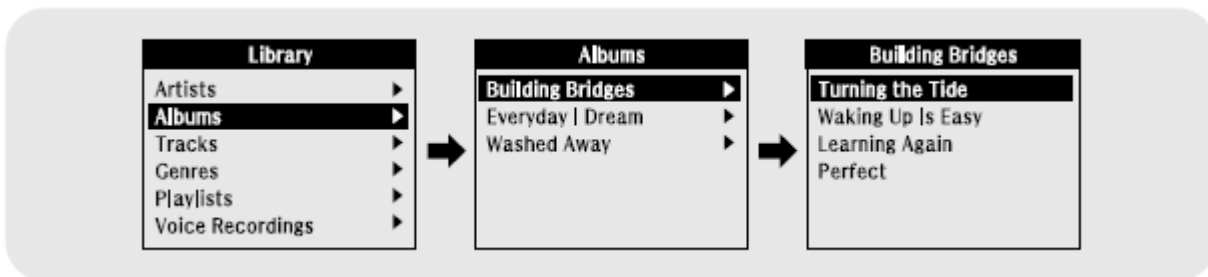 Library
Artists
Albums
Tracks
Genres
Playlists
Voice Recordings
Albums
Building Bridges
Everyday I Dream
Washed Away
Building Bridges
Turning the Tide
Waking Up Is Easy
Learning Again
Perfect